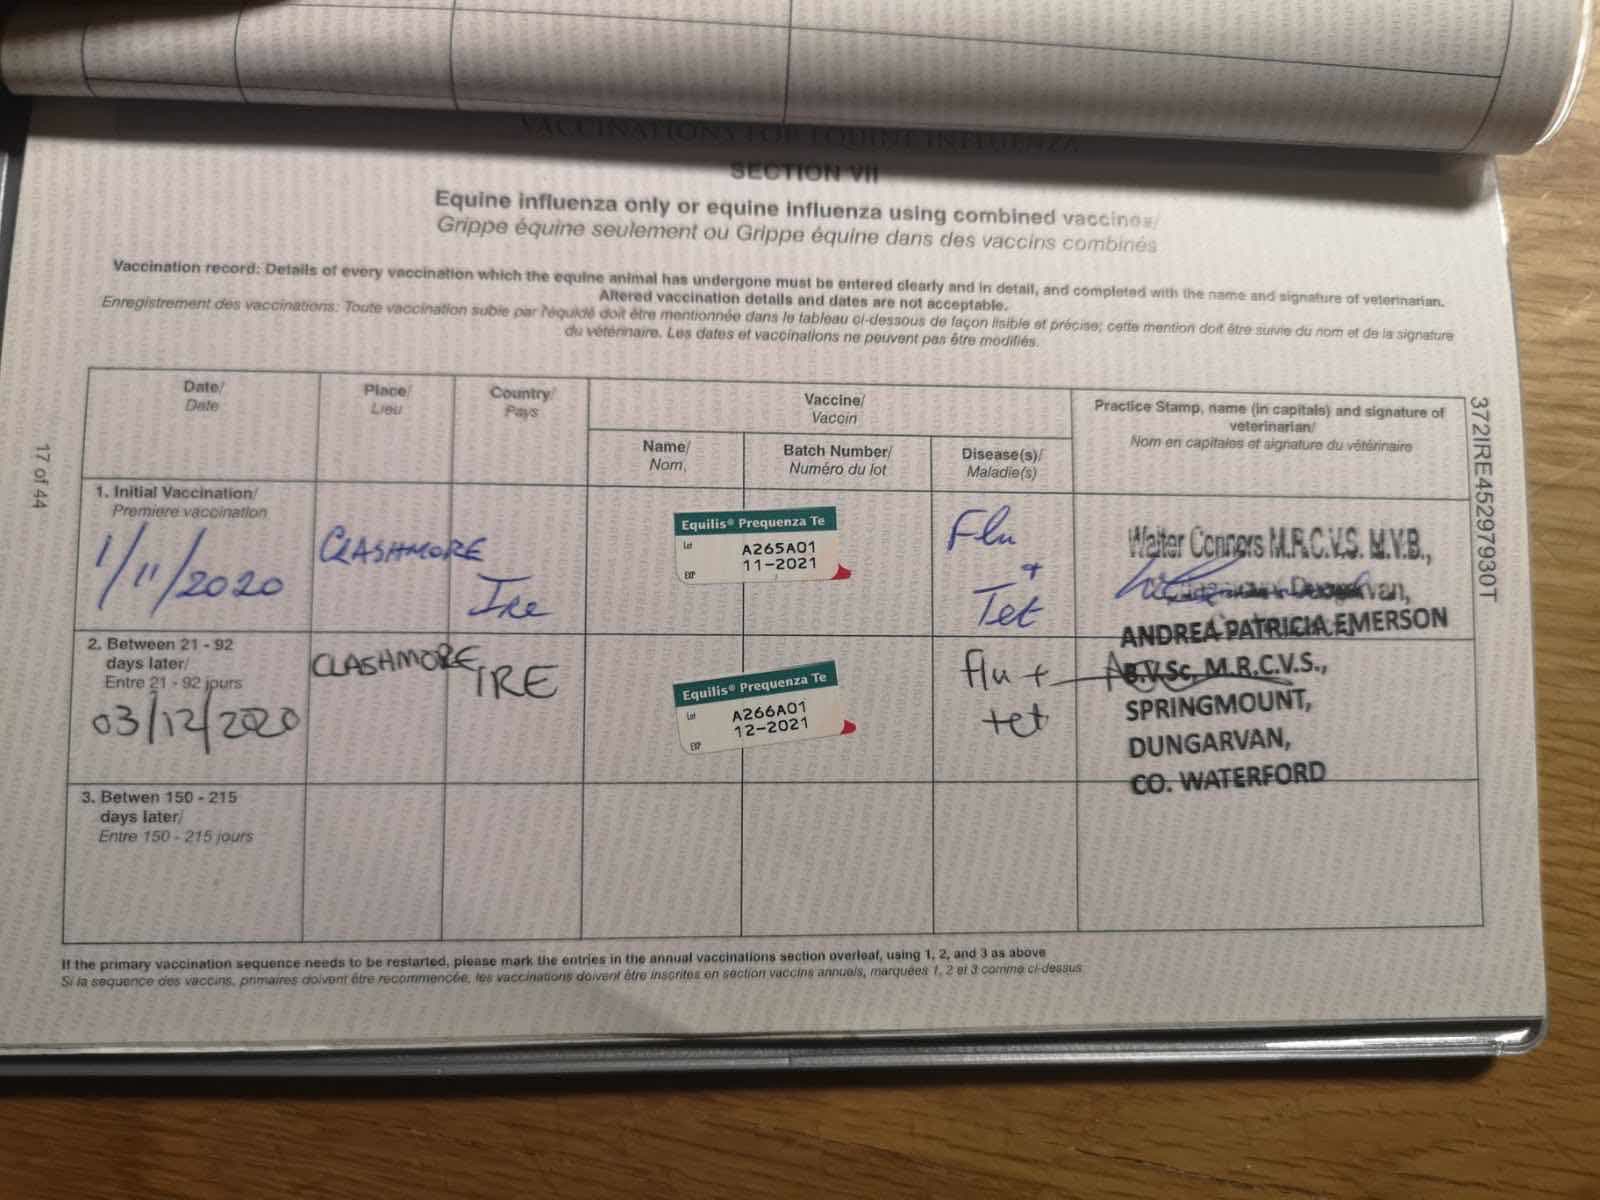 VACCINATIONS FOR EQUINE INFLUENZA
SECTION VII
Equine influenza only or equine influenza using combined vaccines/
Grippe équine seulement ou Grippe équine dans des vaccins combinés
Vaccination record: Details of every vaccination which the equine animal has undergone must be entered clearly and in detail, and completed with the name and signature of veterinarian.
Altered vaccination details and dates are not acceptable.
Enregistrement des vaccinations: Toute vaccination subie par l'équidé doit être mentionnée dans le tableau ci-dessous de façon lisible et précise; cette mention doit être suivie du nom et de la signature
du vétérinaire. Les dates et vaccinations ne peuvent pas être modifiés.
Date/
Date
Place/
Lieu
Country/
Pays
Vaccine/
Vaccin
Name/
Nom,
Batch Number/
Numéro du lot
Disease(s)/
Maladie(s)
Practice Stamp, name (in capitals) and signature of
veterinarian/
Nom en capitales et signature du vétérinaire
1. Initial Vaccination/
Premiere vaccination
1/11/2020
CLASHMORE
Ire
Equilis® Prequenza Te
Lot A265A01
EXP 11-2021
Flu
+
Tet
Walter Connors M.R.C.V.S. M.V.B.,
2. Between 21 - 92
days later/
Entre 21 - 92 jours
03/12/2020
CLASHMORE
IRE
Equilis® Prequenza Te
Lot A266A01
EXP 12-2021
flu +
tet
ANDREA PATRICIA EMERSON
B.V.Sc, M.R.C.V.S.,
SPRINGMOUNT,
DUNGARVAN,
CO. WATERFORD
3. Betwen 150 - 215
days later/
Entre 150 - 215 jours
If the primary vaccination sequence needs to be restarted, please mark the entries in the annual vaccinations section overleaf, using 1, 2, and 3 as above
Si la sequence des vaccins, primaires doivent être recommencée, les vaccinations doivent être inscrites en section vaccins annuels, marquées 1, 2 et 3 comme ci-dessus
17 of 44
372IRE45297930T